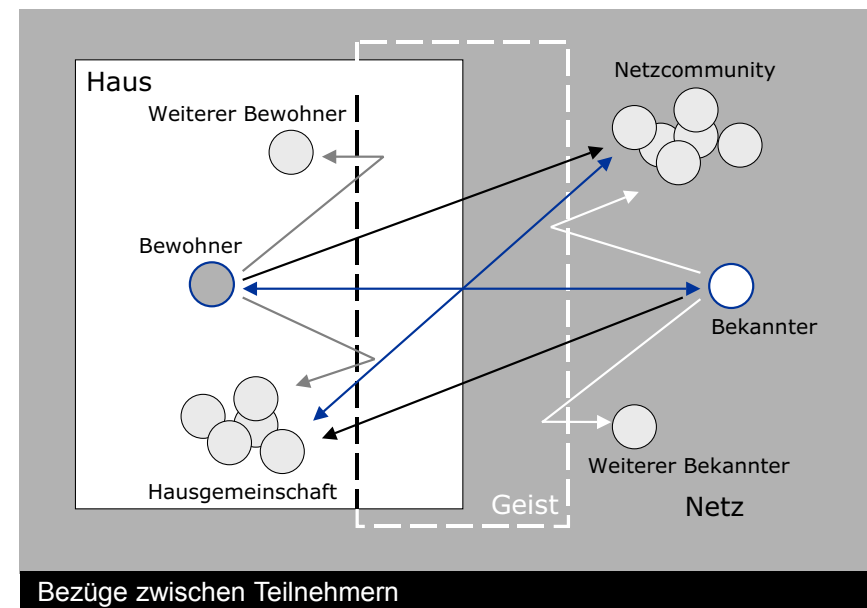 Haus
Netzcommunity
Weiterer Bewohner
Bewohner
Bekannter
Weiterer Bekannter
Hausgemeinschaft
Geist
Netz
Bezüge zwischen Teilnehmern